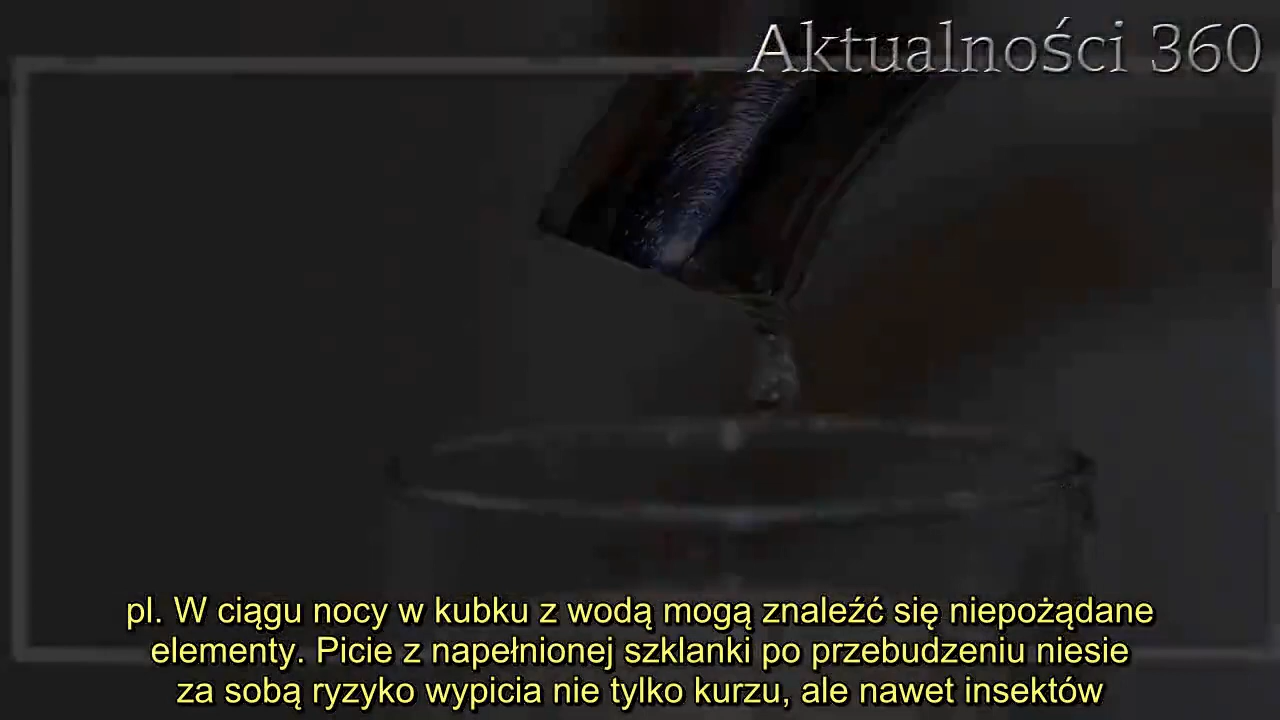 Aktualności 360
pl. W ciągu nocy w kubku z wodą mogą znaleźć się niepożądane
elementy. Picie z napełnionej szklanki po przebudzeniu niesie
za sobą ryzyko wypicia nie tylko kurzu, ale nawet insektów